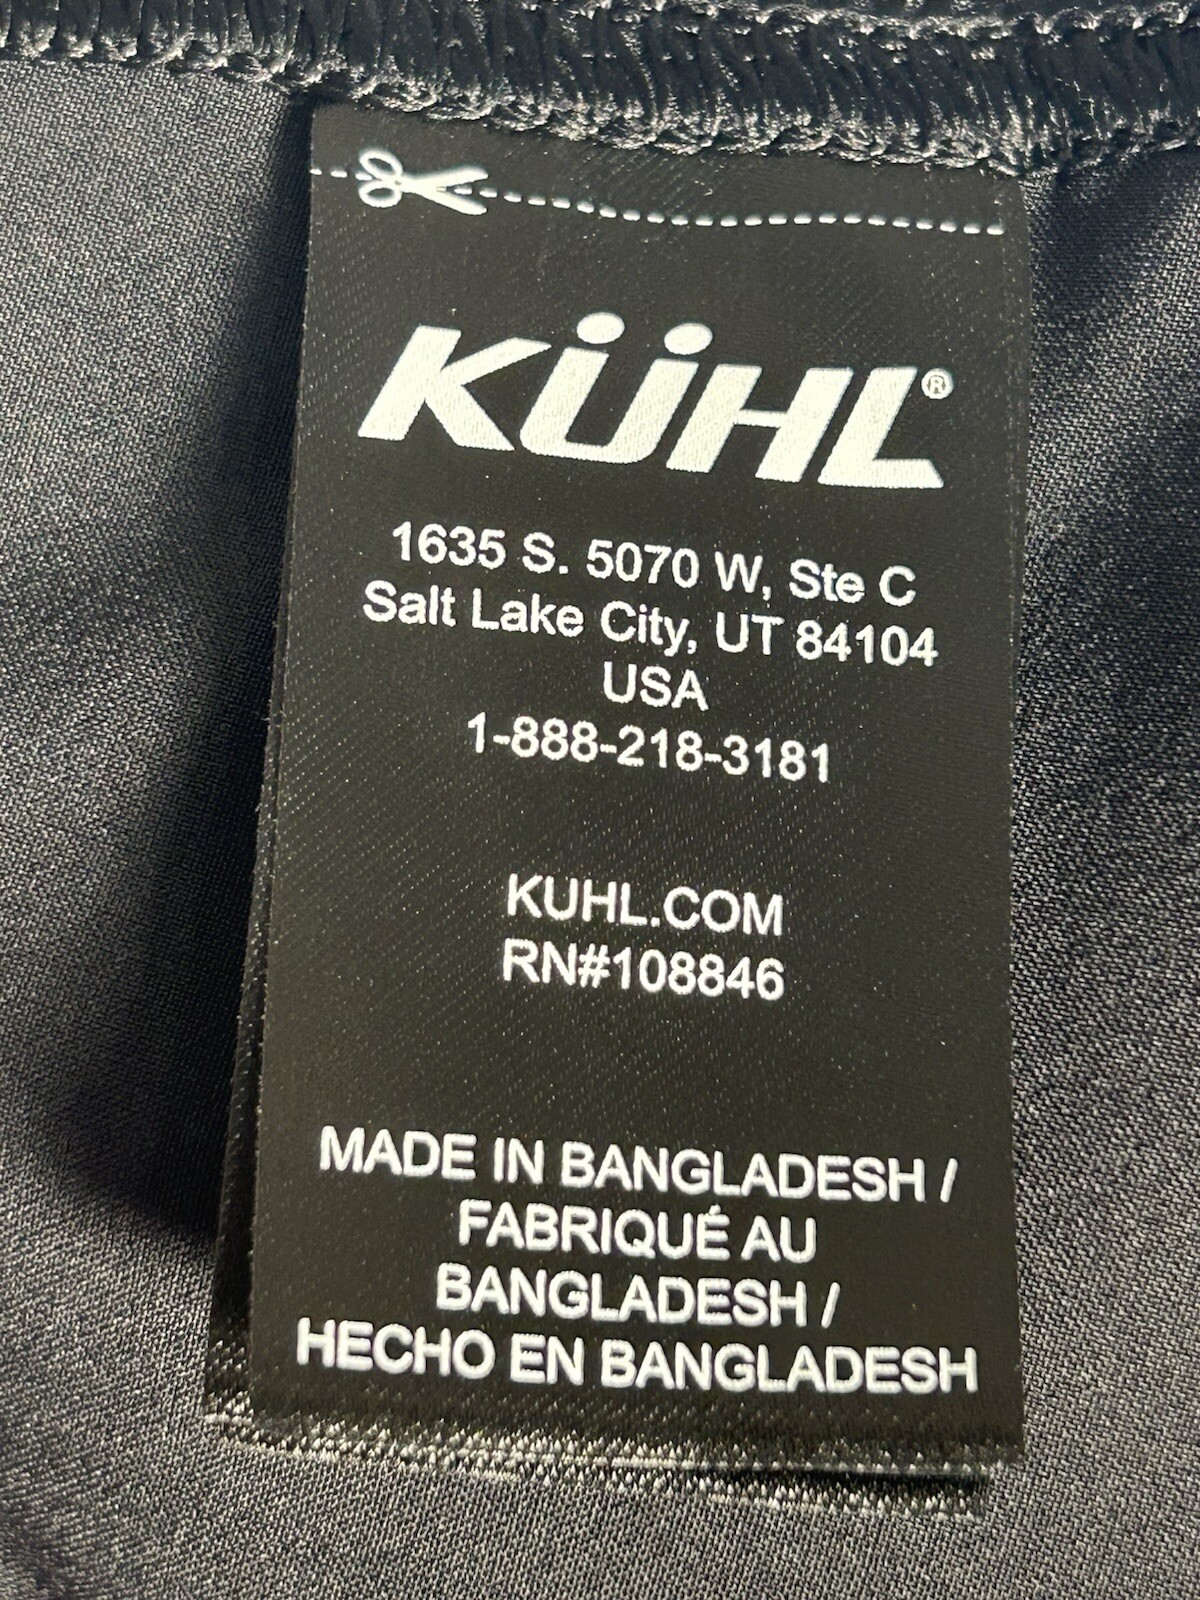 KÜHL®
1635 S. 5070 W, Ste C
Salt Lake City, UT 84104
USA
1-888-218-3181
KUHL.COM
RN#108846
MADE IN BANGLADESH /
FABRIQUÉ AU
BANGLADESH /
HECHO EN BANGLADESH